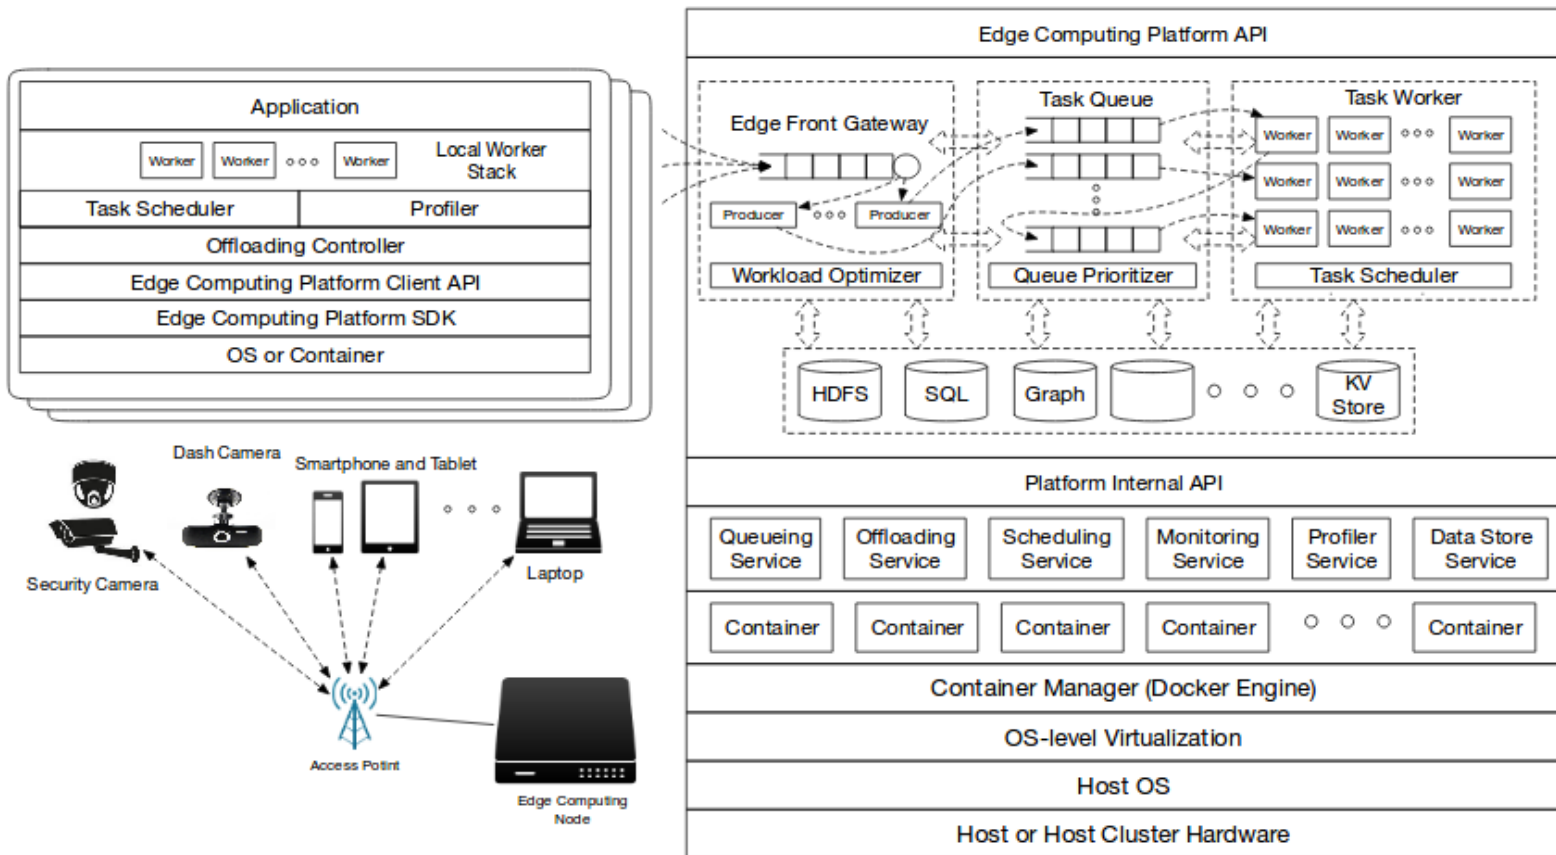 Edge Computing Platform API
Application
Worker Worker Worker
Local Worker
Stack
Task Scheduler Profiler
Offloading Controller
Edge Computing Platform Client API
Edge Computing Platform SDK
OS or Container
Edge Front Gateway
Producer Producer
Workload Optimizer
Task Queue
Queue Prioritizer
Task Worker
Worker Worker Worker
Worker Worker Worker
Worker Worker Worker
Task Scheduler
HDFS SQL Graph
KV
Store
Dash Camera
Smartphone and Tablet
Security Camera
Laptop
Access Potint
Edge Computing
Node
Platform Internal API
Queueing
Service
Offloading
Service
Scheduling
Service
Monitoring
Service
Profiler
Service
Data Store
Service
Container Container Container Container Container
Container Manager (Docker Engine)
OS-level Virtualization
Host OS
Host or Host Cluster Hardware